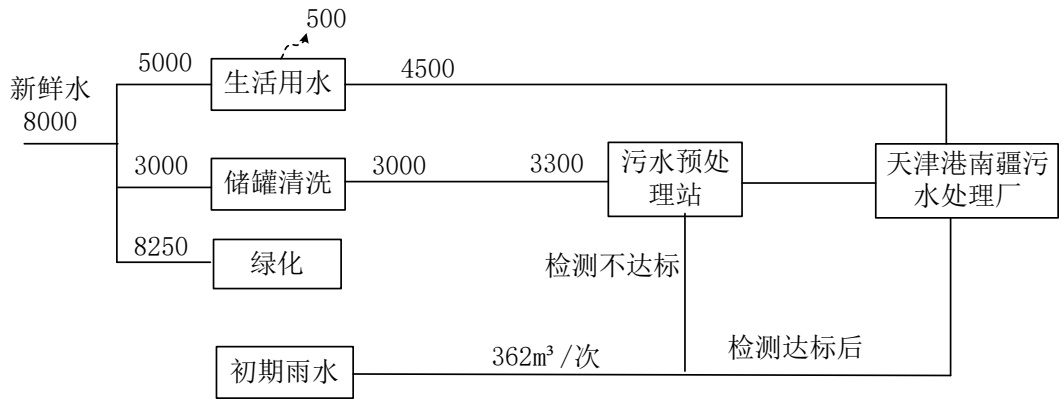 500
5000
生活用水
4500
新鲜水
8000
3000
储罐清洗
3000
3300
污水预处
理站
天津港南疆污
水处理厂
8250
绿化
检测不达标
初期雨水
362m³/次
检测达标后